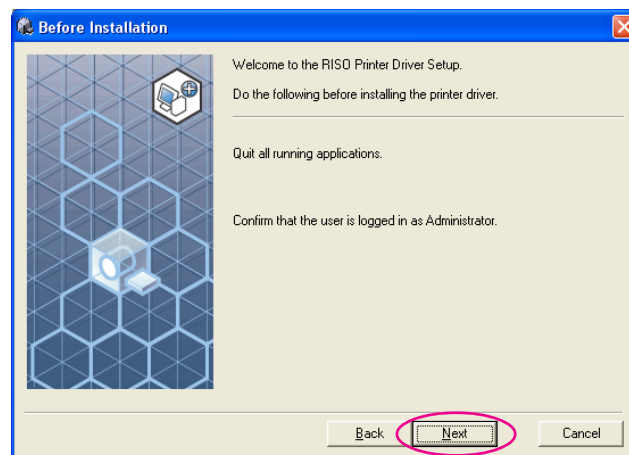 Before Installation
Welcome to the RISO Printer Driver Setup.
Do the following before installing the printer driver.
Quit all running applications.
Confirm that the user is logged in as Administrator.
Back
Next
Cancel